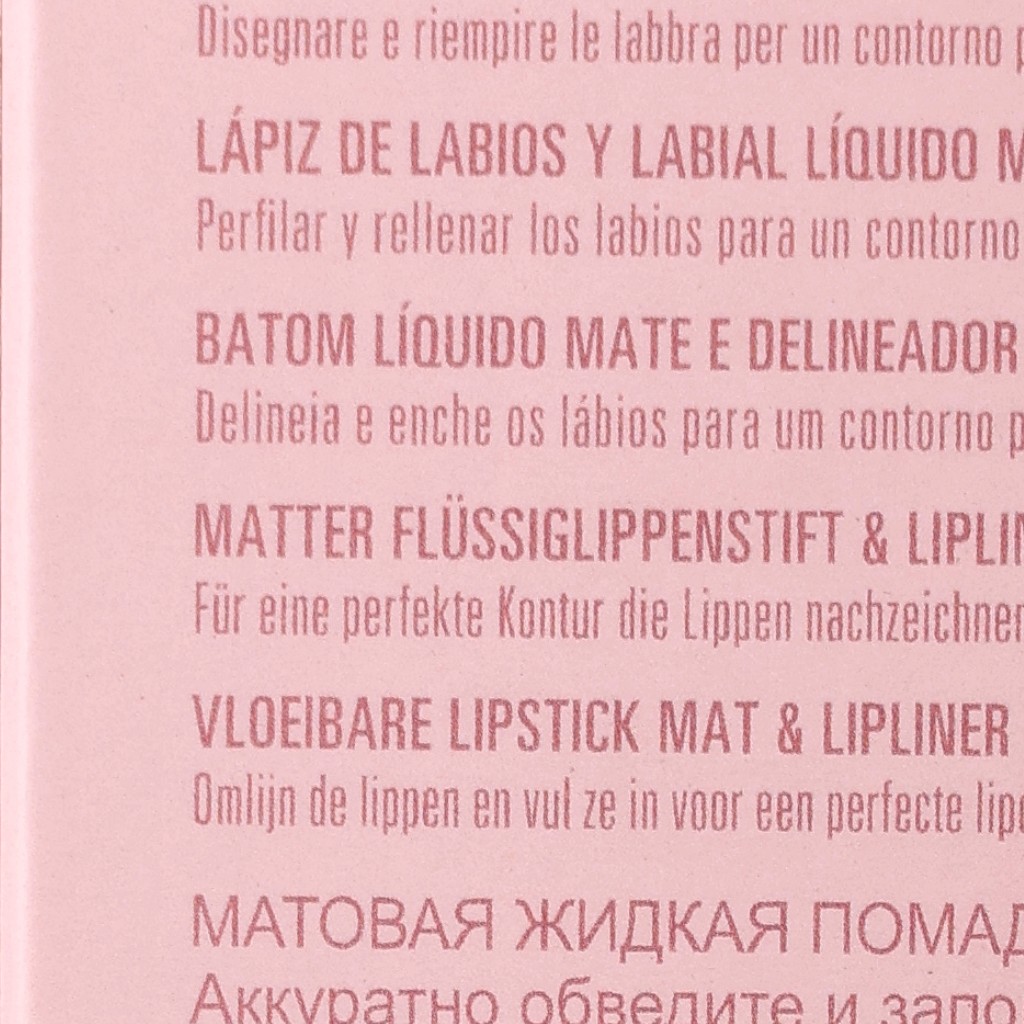 Disegnare e riempire le labbra per un contorno
LÁPIZ DE LABIOS Y LABIAL LÍQUIDO M
Perfilar y rellenar los labios para un contorno
BATOM LÍQUIDO MATE E DELINEADOR
Delineia e enche os lábios para um contorno p
MATTER FLÜSSIGLIPPENSTIFT & LIPLIN
Für eine perfekte Kontur die Lippen nachzeichnen
VLOEIBARE LIPSTICK MAT & LIPLINER
Omlijn de lippen en vul ze in voor een perfecte lip
МАТОВАЯ ЖИДКАЯ ПОМАД
Аккуратно обведите и запо